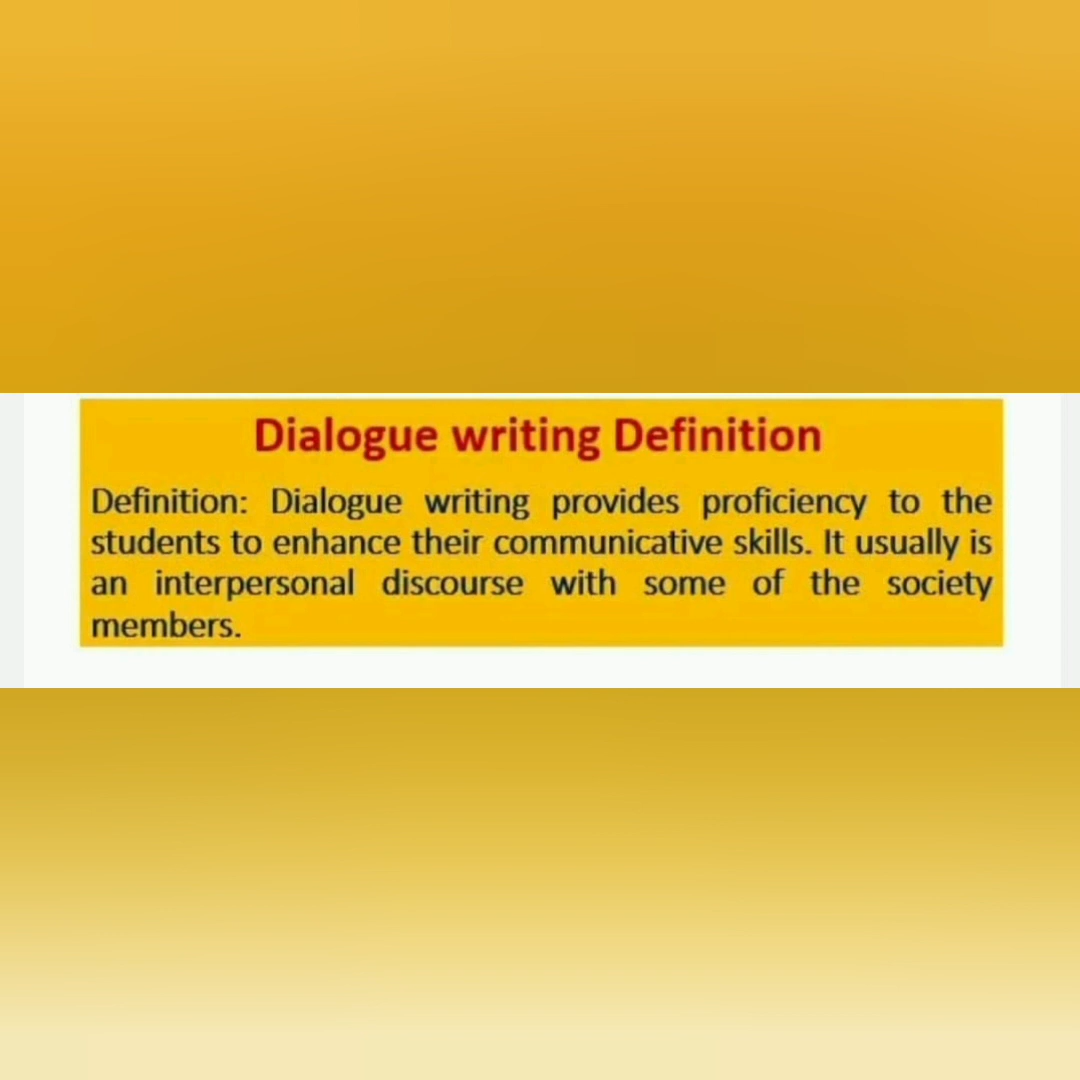 Dialogue writing Definition
Definition: Dialogue writing provides proficiency to the
students to enhance their communicative skills. It usually is
an interpersonal discourse with some of the society
members.